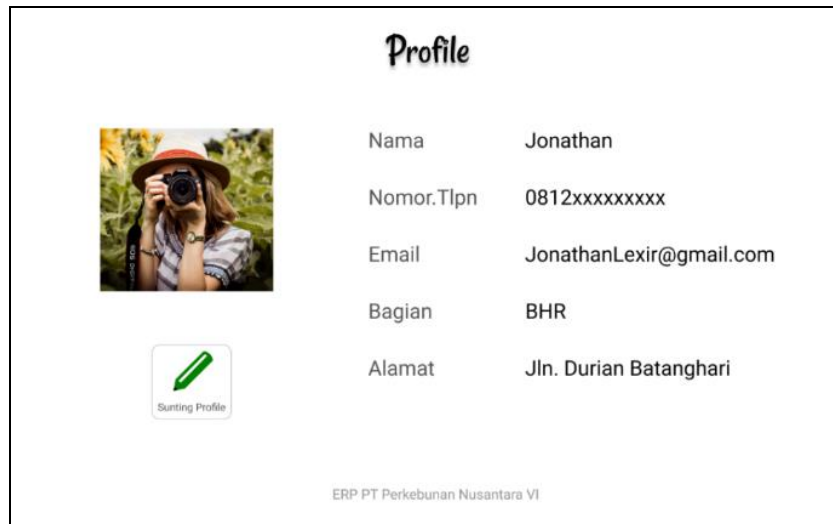 Profile
Nama Jonathan
Nomor.Tlpn 0812xxxxxxxxx
Email JonathanLexir@gmail.com
Bagian BHR
Alamat Jln. Durian Batanghari
Sunting Profile
ERP PT Perkebunan Nusantara VI